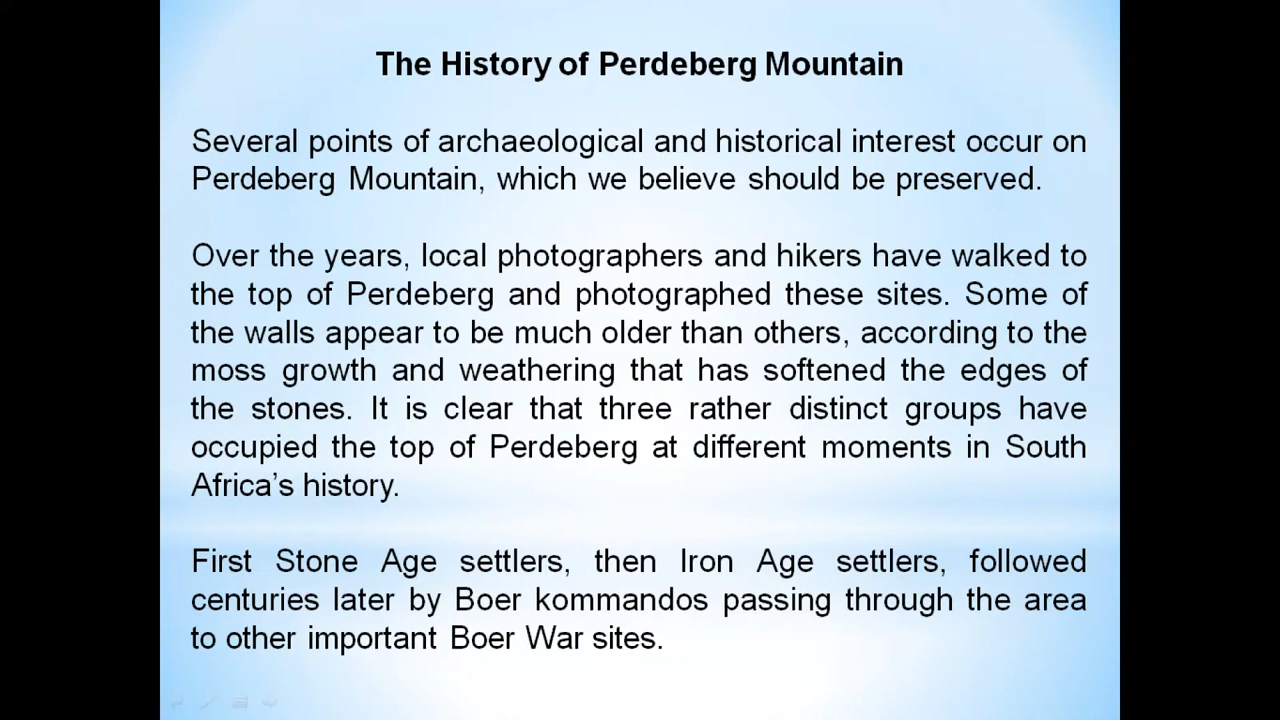 The History of Perdeberg Mountain
Several points of archaeological and historical interest occur on
Perdeberg Mountain, which we believe should be preserved.
Over the years, local photographers and hikers have walked to
the top of Perdeberg and photographed these sites. Some of
the walls appear to be much older than others, according to the
moss growth and weathering that has softened the edges of
the stones. It is clear that three rather distinct groups have
occupied the top of Perdeberg at different moments in South
Africa’s history.
First Stone Age settlers, then Iron Age settlers, followed
centuries later by Boer kommandos passing through the area
to other important Boer War sites.